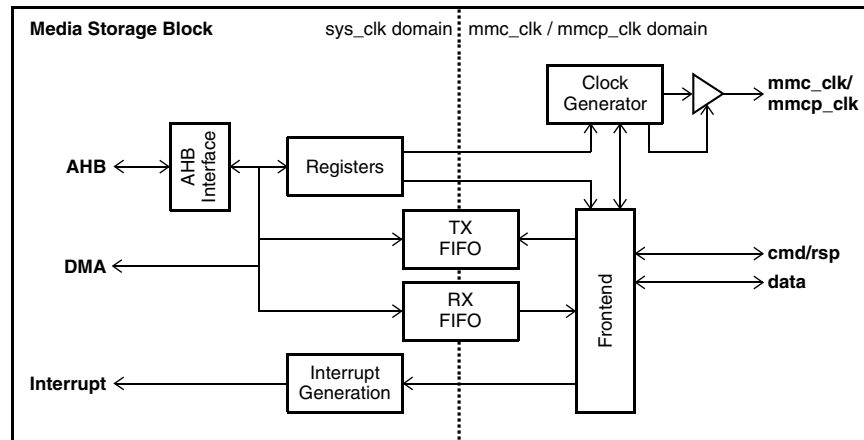 Media Storage Block
sys_clk domain
mmc_clk / mmcp_clk domain
Clock
Generator
mmc_clk/
mmcp_clk
AHB
AHB
Interface
Registers
TX
FIFO
cmd/rsp
DMA
data
RX
FIFO
Frontend
Interrupt
Interrupt
Generation